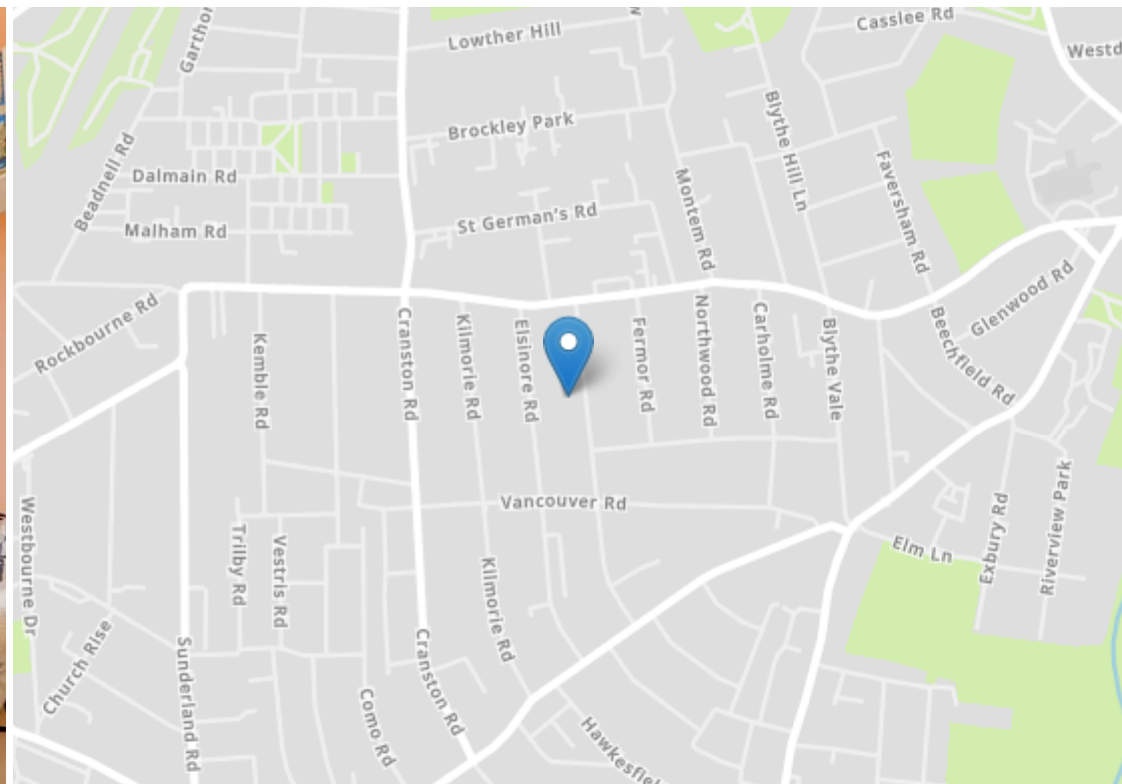 Casslee Rd
Lowther Hill
Garthor
Westd
Brockley Park
Blythe Hill Ln
Beadnell Rd
Dalmain Rd
Faversham Rd
Montem Rd
St German's Rd
Malham Rd
Glenwood Rd
Rockbourne Rd
Kemble Rd
Cranston Rd
Kilmorie Rd
Elsinore Rd
Fermor Rd
Northwood Rd
Carholme Rd
Blythe Vale
Beechfield Rd
Vancouver Rd
Westbourne Dr
Trilby Rd
Vestris Rd
Kilmorie Rd
Elm Ln
Exbury Rd
Riverview Park
Church Rise
Sunderland Rd
Cranston Rd
Como Rd
Hawkesfiel